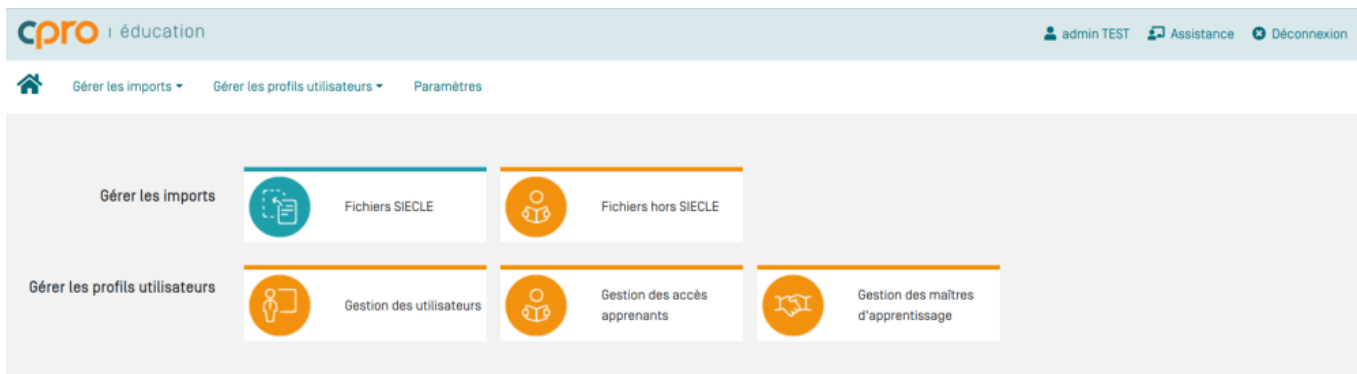 cpro | éducation
admin TEST Assistance Déconnexion
Gérer les imports Gérer les profils utilisateurs Paramètres
Gérer les imports
Fichiers SIECLE
Fichiers hors SIECLE
Gérer les profils utilisateurs
Gestion des utilisateurs
Gestion des accès
apprenants
Gestion des maîtres
d'apprentissage